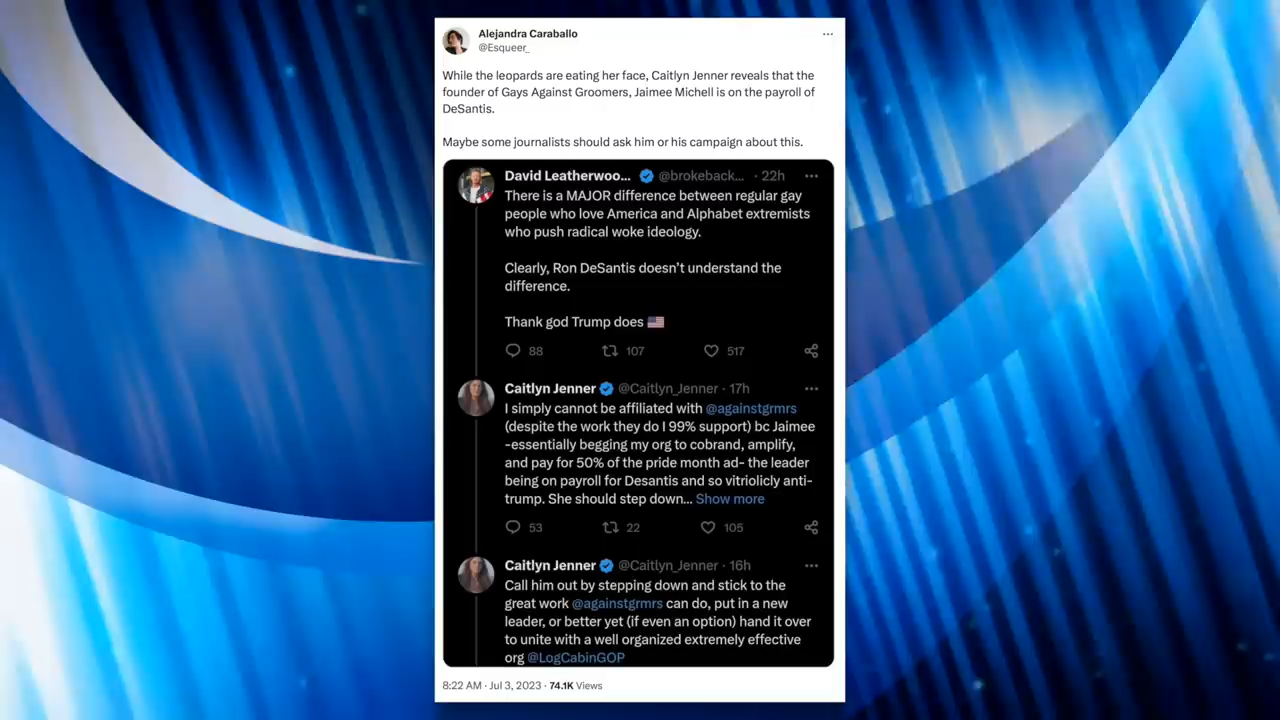 Alejandra Caraballo
@Esqueer_
While the leopards are eating her face, Caitlyn Jenner reveals that the
founder of Gays Against Groomers, Jaimee Michell is on the payroll of
DeSantis.
Maybe some journalists should ask him or his campaign about this.
David Leatherwoo... @brokeback... · 22h
There is a MAJOR difference between regular gay
people who love America and Alphabet extremists
who push radical woke ideology.
Clearly, Ron DeSantis doesn't understand the
difference.
Thank god Trump does 🇺🇸
88 107 517
Caitlyn Jenner @Caitlyn_Jenner · 17h
I simply cannot be affiliated with @againstgrmrs
(despite the work they do I 99% support) bc Jaimee
-essentially begging my org to cobrand, amplify,
and pay for 50% of the pride month ad- the leader
being on payroll for Desantis and so vitriolicly anti-
trump. She should step down... Show more
53 22 105
Caitlyn Jenner @Caitlyn_Jenner · 16h
Call him out by stepping down and stick to the
great work @againstgrmrs can do, put in a new
leader, or better yet (if even an option) hand it over
to unite with a well organized extremely effective
org @LogCabinGOP
8:22 AM · Jul 3, 2023 · 74.1K Views